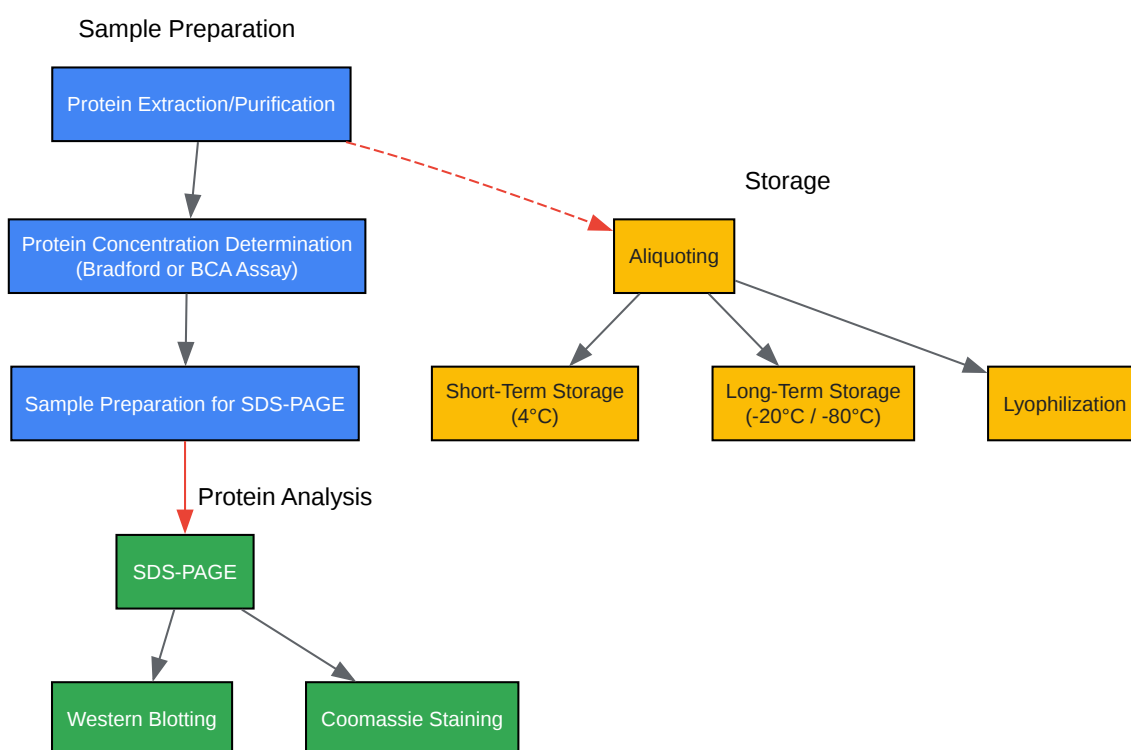 Sample Preparation
Protein Extraction/Purification
Storage
Protein Concentration Determination
(Bradford or BCA Assay)
Aliquoting
Sample Preparation for SDS-PAGE
Short-Term Storage
(4°C)
Long-Term Storage
(-20°C / -80°C)
Lyophilization
Protein Analysis
SDS-PAGE
Western Blotting
Coomassie Staining